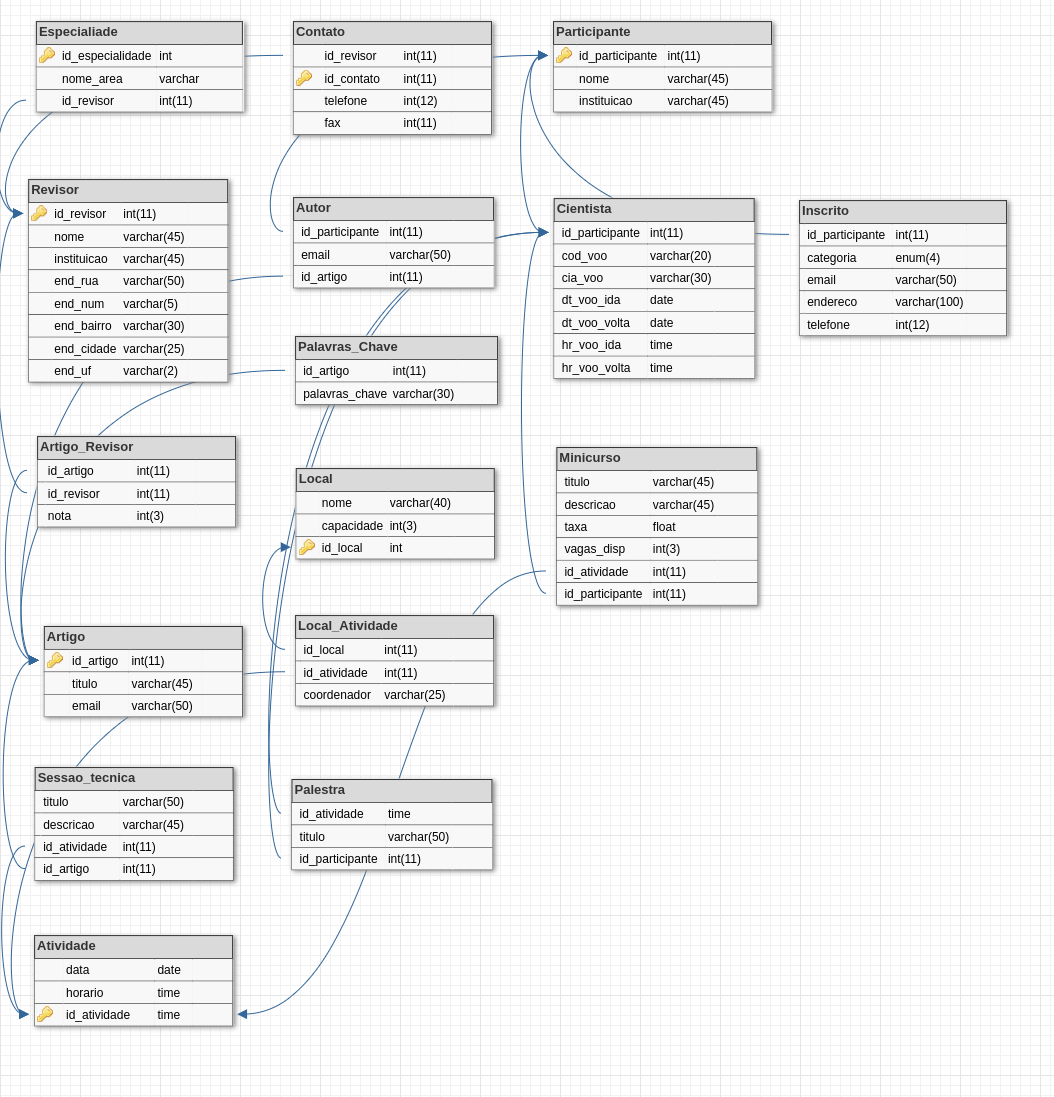 Especialiade
id_especialidade int
nome_area varchar
id_revisor int(11)
Contato
id_revisor int(11)
id_contato int(11)
telefone int(12)
fax int(11)
Participante
id_participante int(11)
nome varchar(45)
instituicao varchar(45)
Revisor
id_revisor int(11)
nome varchar(45)
instituicao varchar(45)
end_rua varchar(50)
end_num varchar(5)
end_bairro varchar(30)
end_cidade varchar(25)
end_uf varchar(2)
Autor
id_participante int(11)
email varchar(50)
id_artigo int(11)
Cientista
id_participante int(11)
cod_voo varchar(20)
cia_voo varchar(30)
dt_voo_ida date
dt_voo_volta date
hr_voo_ida time
hr_voo_volta time
Inscrito
id_participante int(11)
categoria enum(4)
email varchar(50)
endereco varchar(100)
telefone int(12)
Palavras_Chave
id_artigo int(11)
palavras_chave varchar(30)
Artigo_Revisor
id_artigo int(11)
id_revisor int(11)
nota int(3)
Local
nome varchar(40)
capacidade int(3)
id_local int
Minicurso
titulo varchar(45)
descricao varchar(45)
taxa float
vagas_disp int(3)
id_atividade int(11)
id_participante int(11)
Artigo
id_artigo int(11)
titulo varchar(45)
email varchar(50)
Local_Atividade
id_local int(11)
id_atividade int(11)
coordenador varchar(25)
Sessao_tecnica
titulo varchar(50)
descricao varchar(45)
id_atividade int(11)
id_artigo int(11)
Palestra
id_atividade time
titulo varchar(50)
id_participante int(11)
Atividade
data date
horario time
id_atividade time